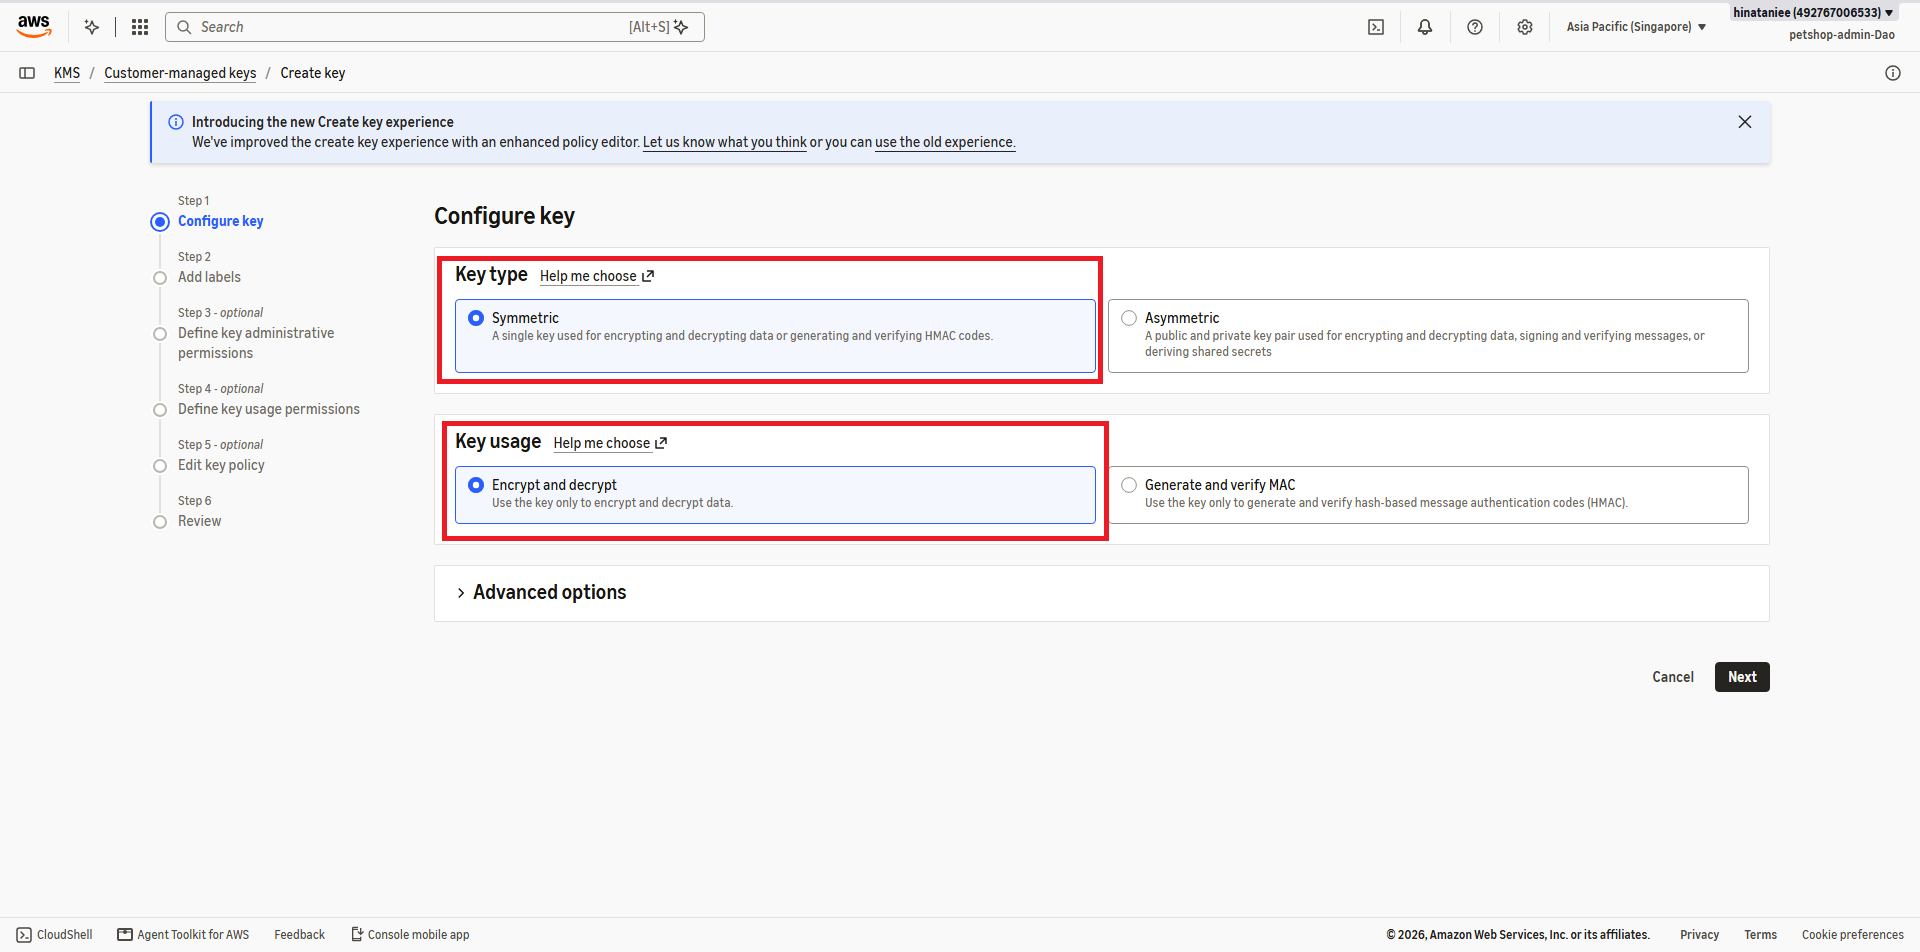 aws
Search
[Alt+S]
Asia Pacific (Singapore)
hinataniee (492767006533)
petshop-admin-Dao
KMS / Customer-managed keys / Create key
Introducing the new Create key experience
We've improved the create key experience with an enhanced policy editor. Let us know what you think or you can use the old experience.
Step 1
Configure key
Step 2
Add labels
Step 3 - optional
Define key administrative
permissions
Step 4 - optional
Define key usage permissions
Step 5 - optional
Edit key policy
Step 6
Review
Configure key
Key type Help me choose
Symmetric
A single key used for encrypting and decrypting data or generating and verifying HMAC codes.
Asymmetric
A public and private key pair used for encrypting and decrypting data, signing and verifying messages, or
deriving shared secrets
Key usage Help me choose
Encrypt and decrypt
Use the key only to encrypt and decrypt data.
Generate and verify MAC
Use the key only to generate and verify hash-based message authentication codes (HMAC).
Advanced options
Cancel
Next
CloudShell
Agent Toolkit for AWS
Feedback
Console mobile app
© 2026, Amazon Web Services, Inc. or its affiliates.
Privacy
Terms
Cookie preferences